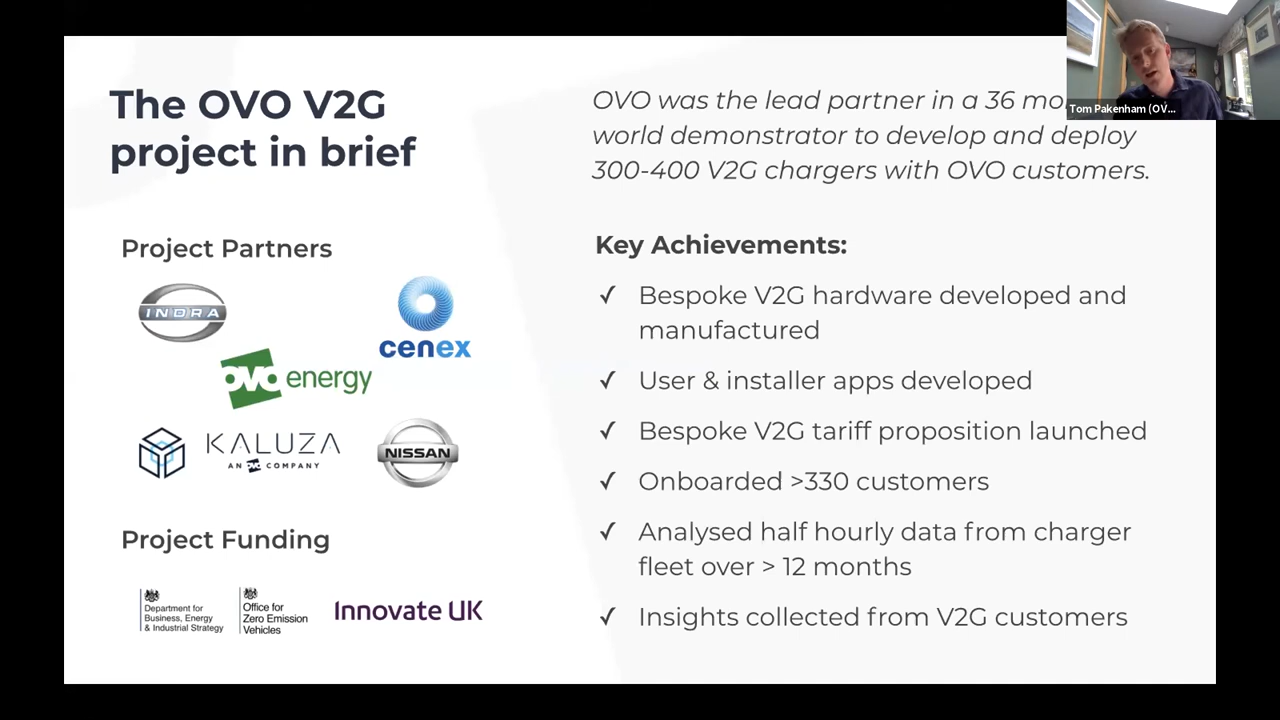 The OVO V2G
project in brief
OVO was the lead partner in a 36 mo
world demonstrator to develop and deploy
300-400 V2G chargers with OVO customers.
Tom Pakenham (OV...
Project Partners
INDRA
cenex
ovo energy
KALUZA
AN OVO COMPANY
NISSAN
Project Funding
Department for
Business, Energy
& Industrial Strategy
Office for
Zero Emission
Vehicles
Innovate UK
Key Achievements:
✓ Bespoke V2G hardware developed and
manufactured
✓ User & installer apps developed
✓ Bespoke V2G tariff proposition launched
✓ Onboarded >330 customers
✓ Analysed half hourly data from charger
fleet over > 12 months
✓ Insights collected from V2G customers